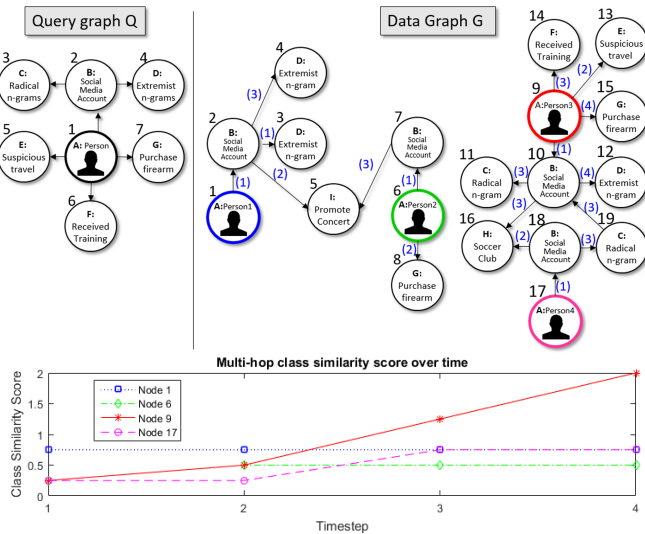 Query graph Q
Data Graph G
3
C:
Radical
n-grams
2
B:
Social
Media
Account
4
D:
Extremist
n-grams
5
E:
Suspicious
travel
1
A: Person
7
G:
Purchase
firearm
6
F:
Received
Training
4
D:
Extremist
n-gram
(3)
2
B:
Social
Media
Account
(1)
3
D:
Extremist
n-gram
(2)
(1)
1
A:Person1
5
I:
Promote
Concert
7
B:
Social
Media
Account
(3)
(1)
6
A:Person2
(2)
8
G:
Purchase
firearm
14
F:
Received
Training
13
E:
Suspicious
travel
(2)
(3)
9
A:Person3
(4)
15
G:
Purchase
firearm
(1)
10
B:
Social
Media
Account
11
C:
Radical
n-gram
(3)
(4)
12
D:
Extremist
n-gram
(3)
(3)
16
H:
Soccer
Club
(2)
18
B:
Social
Media
Account
(3)
19
C:
Radical
n-gram
(1)
17
A:Person4
Multi-hop class similarity score over time
Class Similarity Score
2
1.5
1
0.5
0
Node 1
Node 6
Node 9
Node 17
1
2
3
4
Timestep